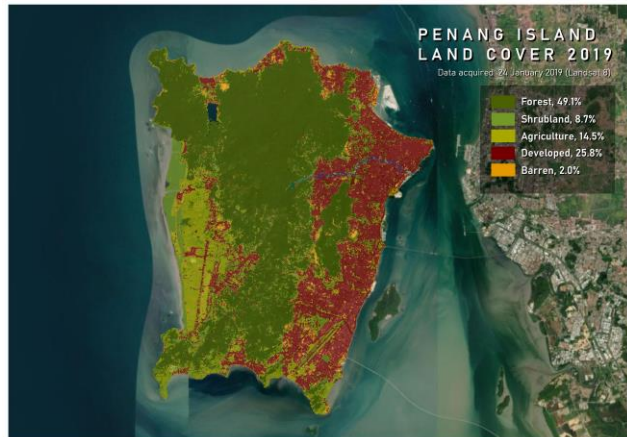 PENANG ISLAND
LAND COVER 2019
Data acquired: 24 January 2019 (Landsat 8)
Forest, 49.1%
Shrubland, 8.7%
Agriculture, 14.5%
Developed, 25.8%
Barren, 2.0%